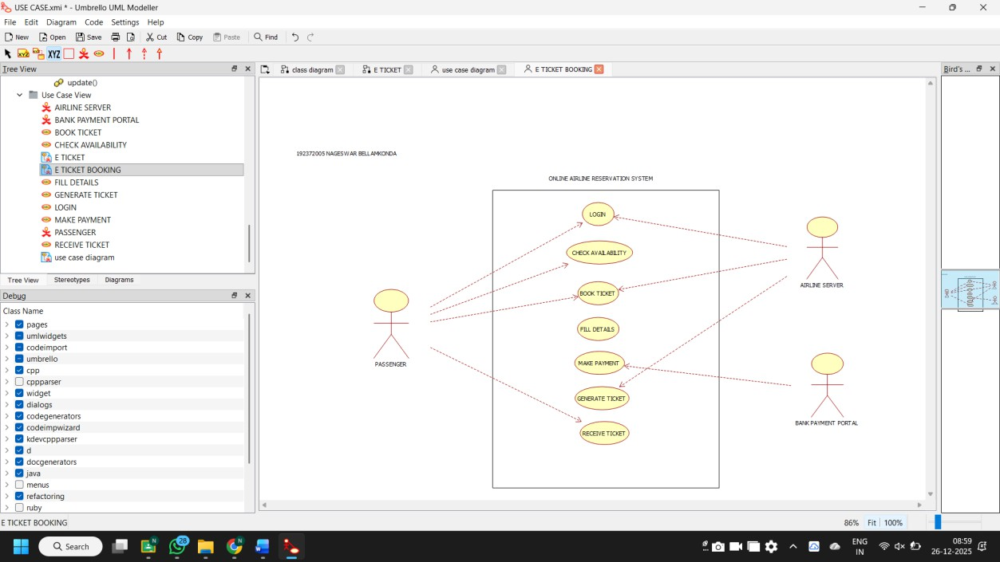 USE CASE.xmi * - Umbrello UML Modeller
File Edit Diagram Code Settings Help
New Open Save Cut Copy Paste Find
XYZ
Tree View
class diagram E TICKET use case diagram E TICKET BOOKING
Bird's ...
update()
Use Case View
AIRLINE SERVER
BANK PAYMENT PORTAL
BOOK TICKET
CHECK AVAILABILITY
E TICKET
E TICKET BOOKING
FILL DETAILS
GENERATE TICKET
LOGIN
MAKE PAYMENT
PASSENGER
RECEIVE TICKET
use case diagram
Tree View Stereotypes Diagrams
Debug
Class Name
pages
umlwidgets
codeimport
umbrello
cpp
cppparser
widget
dialogs
codegenerators
codeimpwizard
kdevcppparser
d
docgenerators
java
menus
refactoring
ruby
192372005 NAGESWAR BELLAMKONDA
ONLINE AIRLINE RESERVATION SYSTEM
LOGIN
CHECK AVAILABILITY
BOOK TICKET
FILL DETAILS
MAKE PAYMENT
GENERATE TICKET
RECEIVE TICKET
PASSENGER
AIRLINE SERVER
BANK PAYMENT PORTAL
E TICKET BOOKING
86% Fit 100%
Search
N
28
N
ENG
IN
08:59
26-12-2025